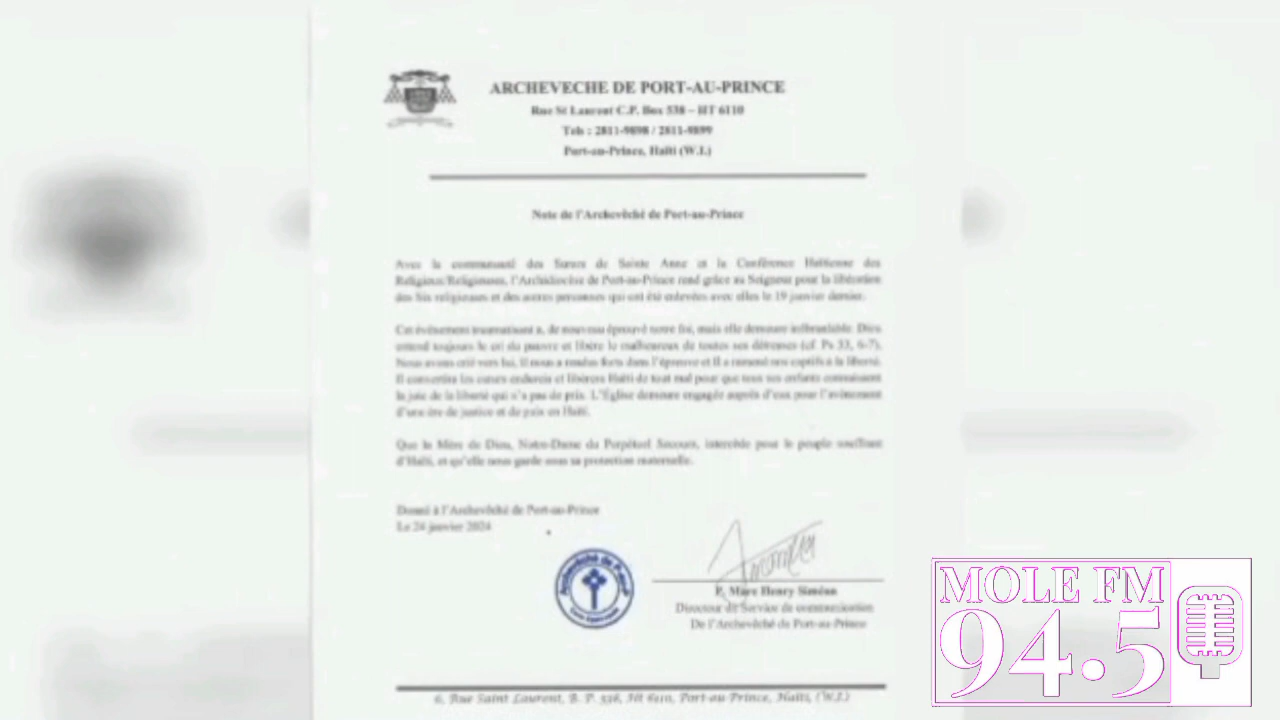 ARCHEVECHE DE PORT-AU-PRINCE
Rue St Laurent C.P. Box 538 – HT 6110
Tels : 2811-9898 / 2811-9899
Port-au-Prince, Haïti (W.I.)
Note de l'Archevêché de Port-au-Prince
Avec la communauté des Sœurs de Sainte Anne et la Conférence Haïtienne des
Religieux/Religieuses, l'Archidiocèse de Port-au-Prince rend grâce au Seigneur pour la libération
des Six religieuses et des autres personnes qui ont été enlevées avec elles le 19 janvier dernier.
Cet événement traumatisant a, de nouveau éprouvé notre foi, mais elle demeure inébranlable. Dieu
entend toujours le cri du pauvre et libère le malheureux de toutes ses détresses (cf. Ps 33, 6-7).
Nous avons crié vers lui, Il nous a rendus forts dans l'épreuve et Il a ramené nos captifs à la liberté.
Il convertira les cœurs endurcis et libérera Haïti de tout mal pour que tous ses enfants connaissent
la joie de la liberté qui n'a pas de prix. L'Église demeure engagée auprès d'eux pour l'avènement
d'une ère de justice et de paix en Haïti.
Que la Mère de Dieu, Notre-Dame du Perpétuel Secours, intercède pour le peuple souffrant
d'Haïti, et qu'elle nous garde sous sa protection maternelle.
Donné à l'Archevêché de Port-au-Prince
Le 24 janvier 2024
Archevêché de
P. Marc Henry Siméon
Directeur du Service de communication
De l'Archevêché de Port-au-Prince
6, Rue Saint Laurent, B. P. 538, Ht 6110, Port-au-Prince, Haïti, (W.I.)
MOLE FM
94.5